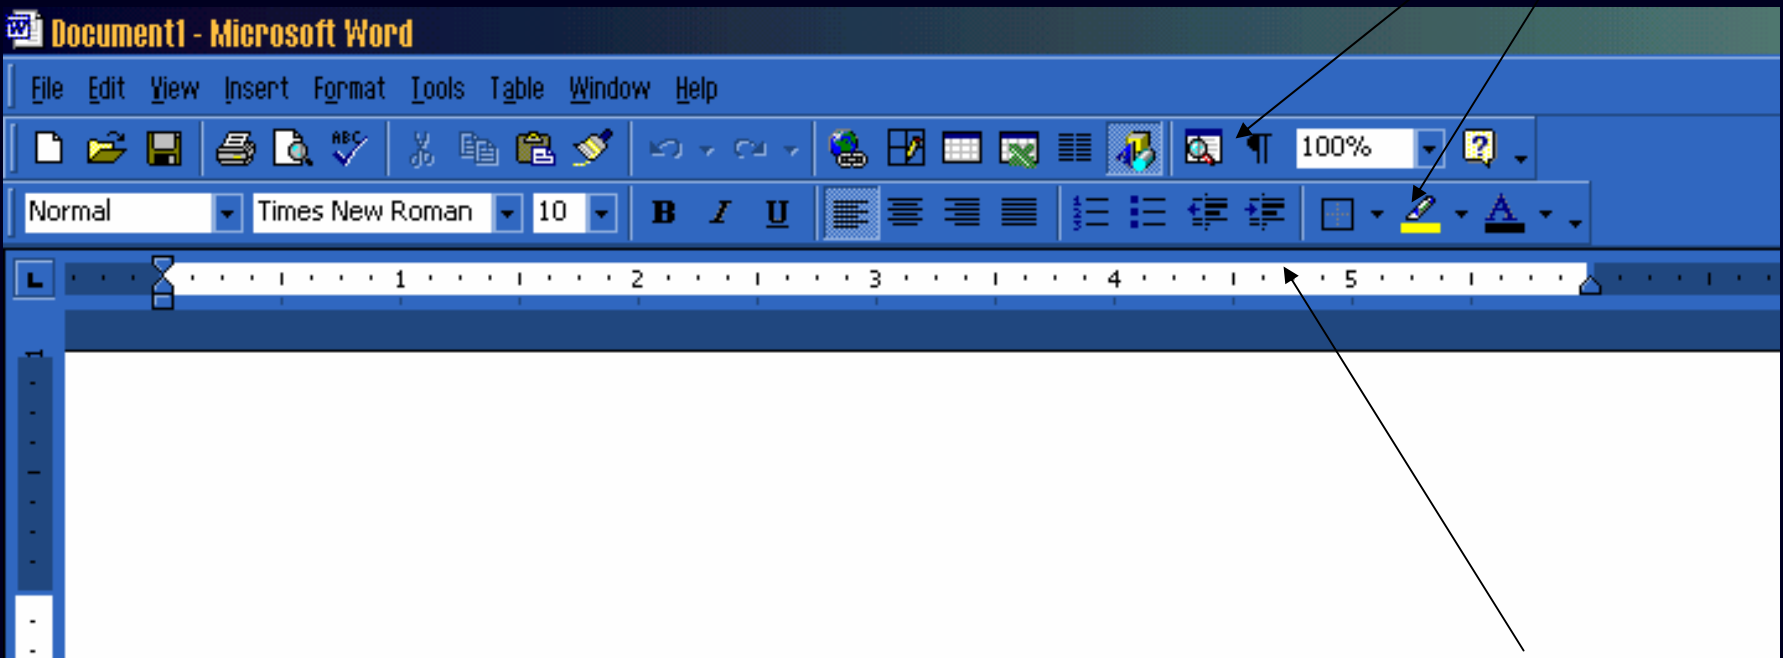 Document1 - Microsoft Word
File Edit View Insert Format Tools Table Window Help
ABC 100% ?
Normal Times New Roman 10 B I U A
L 1 2 3 4 5
1